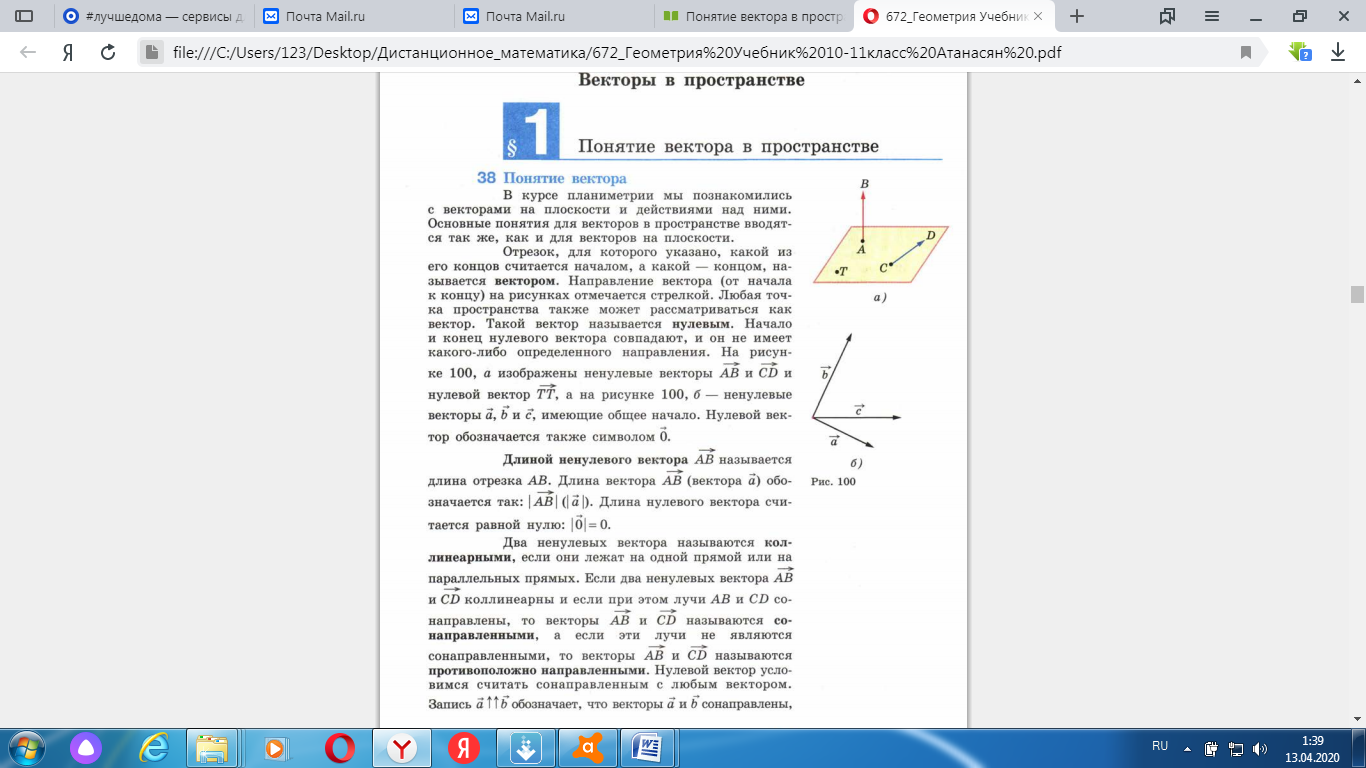 #лучшедома — сервисы д
Почта Mail.ru
Почта Mail.ru
Понятие вектора в простр
672_Геометрия Учебник
file:///C:/Users/123/Desktop/Дистанционное_математика/672_Геометрия%20Учебник%2010-11класс%20Атанасян%20.pdf
Векторы в пространстве
§ 1
Понятие вектора в пространстве
38 Понятие вектора
В курсе планиметрии мы познакомились
с векторами на плоскости и действиями над ними.
Основные понятия для векторов в пространстве вводят-
ся так же, как и для векторов на плоскости.
Отрезок, для которого указано, какой из
его концов считается началом, а какой — концом, на-
зывается вектором. Направление вектора (от начала
к концу) на рисунках отмечается стрелкой. Любая точ-
ка пространства также может рассматриваться как
вектор. Такой вектор называется нулевым. Начало
и конец нулевого вектора совпадают, и он не имеет
какого-либо определенного направления. На рисун-
ке 100, а изображены ненулевые векторы AB⃗ и CD⃗ и
нулевой вектор TT⃗, а на рисунке 100, б — ненулевые
векторы a⃗, b⃗ и c⃗, имеющие общее начало. Нулевой век-
тор обозначается также символом 0⃗.
Длиной ненулевого вектора AB⃗ называется
длина отрезка AB. Длина вектора AB⃗ (вектора a⃗) обо-
значается так: |AB⃗| (|a⃗|). Длина нулевого вектора счи-
тается равной нулю: |0⃗| = 0.
Два ненулевых вектора называются кол-
линеарными, если они лежат на одной прямой или на
параллельных прямых. Если два ненулевых вектора AB⃗
и CD⃗ коллинеарны и если при этом лучи AB и CD со-
направлены, то векторы AB⃗ и CD⃗ называются со-
направленными, а если эти лучи не являются
сонаправленными, то векторы AB⃗ и CD⃗ называются
противоположно направленными. Нулевой вектор усло-
вимся считать сонаправленным с любым вектором.
Запись a⃗↑↑b⃗ обозначает, что векторы a⃗ и b⃗ сонаправлены,
B
A
D
C
T
а)
b⃗
c⃗
a⃗
б)
Рис. 100
RU
1:39
13.04.2020